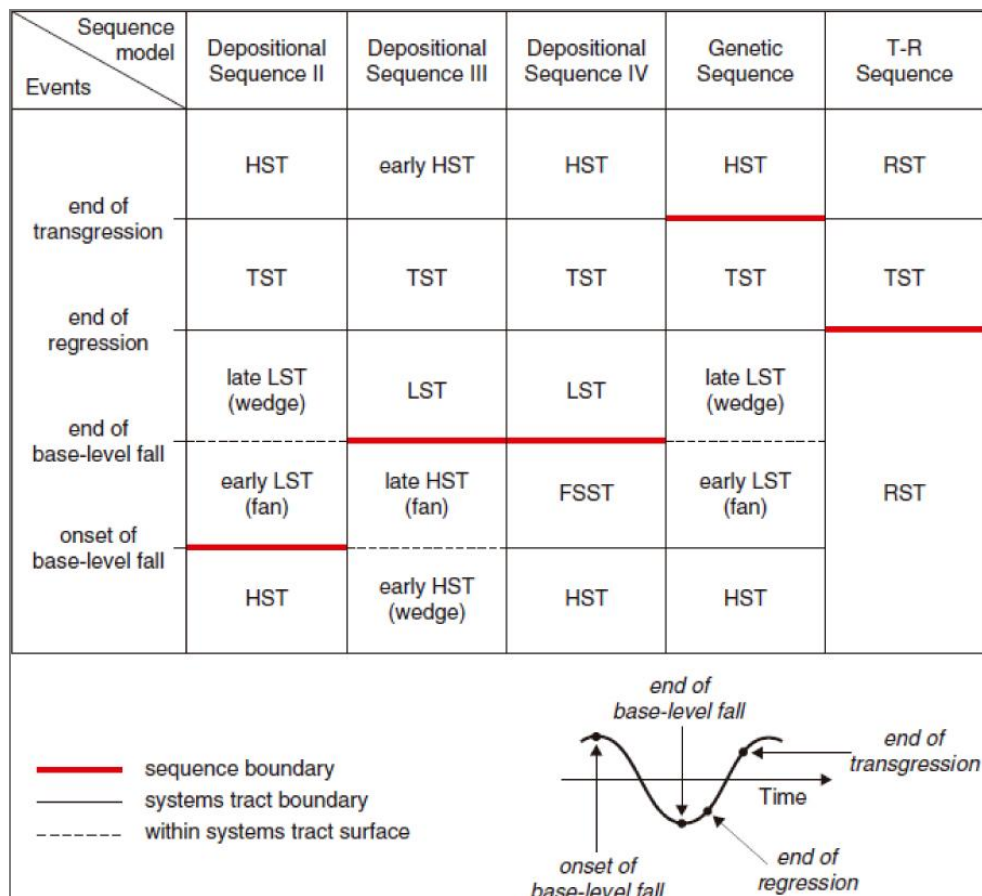 Sequence
model
Events
Depositional
Sequence II
Depositional
Sequence III
Depositional
Sequence IV
Genetic
Sequence
T-R
Sequence
HST
early HST
HST
HST
RST
end of
transgression
TST
TST
TST
TST
TST
end of
regression
late LST
(wedge)
LST
LST
late LST
(wedge)
end of
base-level fall
early LST
(fan)
late HST
(fan)
FSST
early LST
(fan)
RST
onset of
base-level fall
HST
early HST
(wedge)
HST
HST
sequence boundary
systems tract boundary
within systems tract surface
end of
base-level fall
end of
transgression
Time
onset of
base-level fall
end of
regression